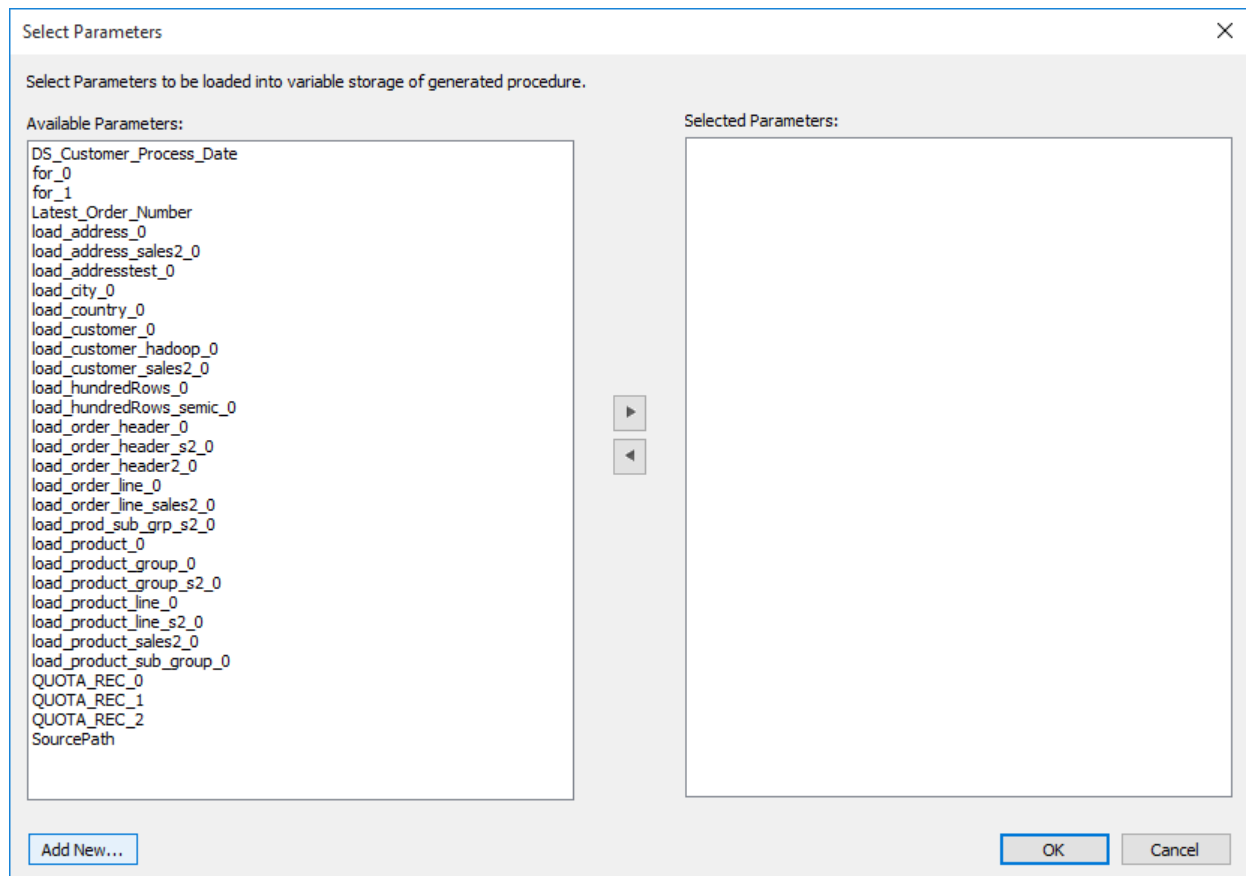 Select Parameters
Select Parameters to be loaded into variable storage of generated procedure.
Available Parameters:
DS_Customer_Process_Date
for_0
for_1
Latest_Order_Number
load_address_0
load_address_sales2_0
load_addresstest_0
load_city_0
load_country_0
load_customer_0
load_customer_hadoop_0
load_customer_sales2_0
load_hundredRows_0
load_hundredRows_semic_0
load_order_header_0
load_order_header_s2_0
load_order_header2_0
load_order_line_0
load_order_line_sales2_0
load_prod_sub_grp_s2_0
load_product_0
load_product_group_0
load_product_group_s2_0
load_product_line_0
load_product_line_s2_0
load_product_sales2_0
load_product_sub_group_0
QUOTA_REC_0
QUOTA_REC_1
QUOTA_REC_2
SourcePath
Selected Parameters:
Add New...
OK
Cancel